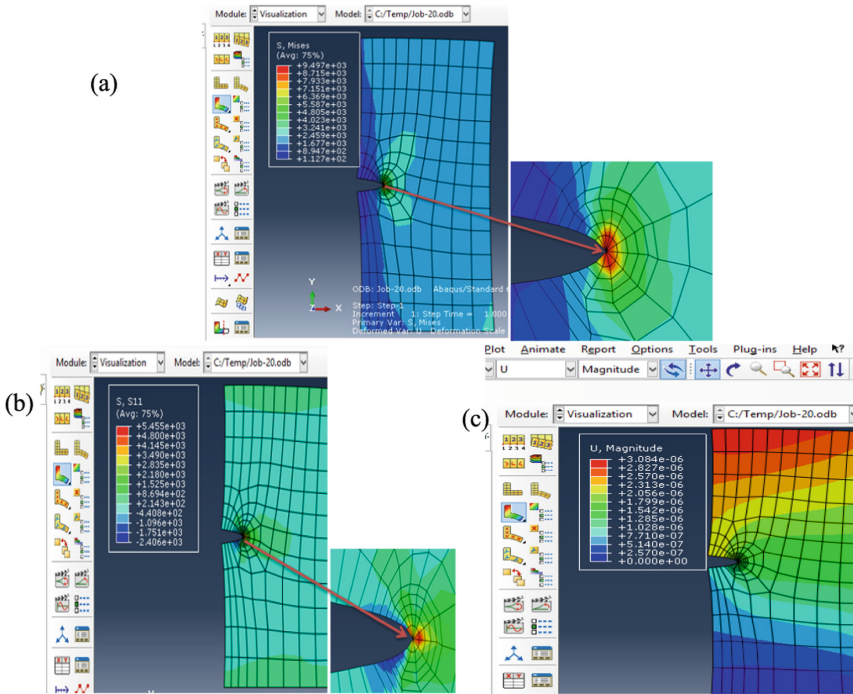 Module: Visualization Model: C:/Temp/Job-20.odb
(a)
S, Mises
(Avg: 75%)
+9.497e+03
+8.715e+03
+7.933e+03
+7.151e+03
+6.369e+03
+5.587e+03
+4.805e+03
+4.023e+03
+3.241e+03
+2.459e+03
+1.677e+03
+8.947e+02
+1.127e+02
Y
Z X
ODB: Job-20.odb Abaqus/Standard
Step: Step-1
Increment 1: Step Time = 1.000
Primary Var: S, Mises
Deformed Var: U Deformation Scale
(b)
Module: Visualization Model: C:/Temp/Job-20.odb
S, S11
(Avg: 75%)
+5.455e+03
+4.800e+03
+4.145e+03
+3.490e+03
+2.835e+03
+2.180e+03
+1.525e+03
+8.694e+02
+2.143e+02
-4.408e+02
-1.096e+03
-1.751e+03
-2.406e+03
(c)
Plot Animate Report Options Tools Plug-ins Help
U Magnitude
Module: Visualization Model: C:/Temp/Job-20.odb
U, Magnitude
+3.084e-06
+2.827e-06
+2.570e-06
+2.313e-06
+2.056e-06
+1.799e-06
+1.542e-06
+1.285e-06
+1.028e-06
+7.710e-07
+5.140e-07
+2.570e-07
+0.000e+00